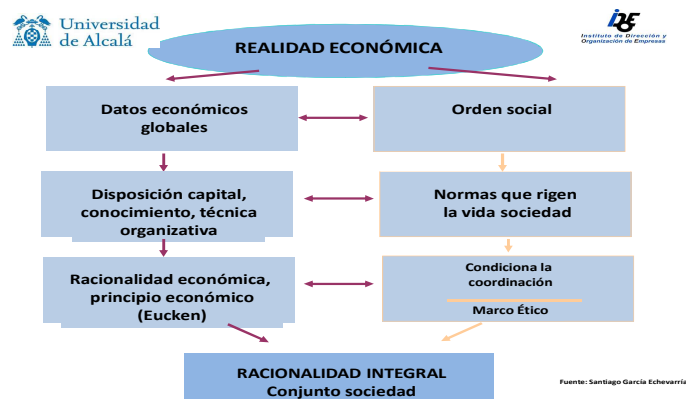 Universidad
de Alcalá
Instituto de Dirección y
Organización de Empresas
REALIDAD ECONÓMICA
Datos económicos
globales
Orden social
Disposición capital,
conocimiento, técnica
organizativa
Normas que rigen
la vida sociedad
Racionalidad económica,
principio económico
(Eucken)
Condiciona la
coordinación
Marco Ético
RACIONALIDAD INTEGRAL
Conjunto sociedad
Fuente: Santiago García Echevarría